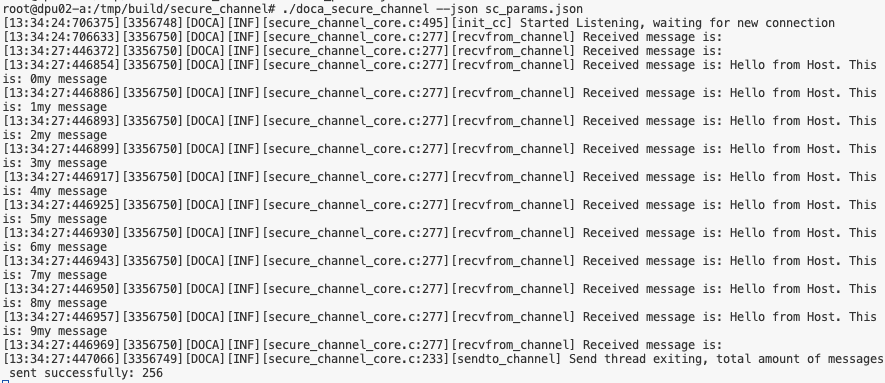 root@dpu02-a:/tmp/build/secure_channel# ./doca_secure_channel --json sc_params.json
[13:34:24:706375][3356748][DOCA][INF][secure_channel_core.c:495][init_cc] Started Listening, waiting for new connection
[13:34:24:706633][3356750][DOCA][INF][secure_channel_core.c:277][recvfrom_channel] Received message is:
[13:34:27:446372][3356750][DOCA][INF][secure_channel_core.c:277][recvfrom_channel] Received message is:
[13:34:27:446854][3356750][DOCA][INF][secure_channel_core.c:277][recvfrom_channel] Received message is: Hello from Host. This
is: 0my message
[13:34:27:446886][3356750][DOCA][INF][secure_channel_core.c:277][recvfrom_channel] Received message is: Hello from Host. This
is: 1my message
[13:34:27:446893][3356750][DOCA][INF][secure_channel_core.c:277][recvfrom_channel] Received message is: Hello from Host. This
is: 2my message
[13:34:27:446899][3356750][DOCA][INF][secure_channel_core.c:277][recvfrom_channel] Received message is: Hello from Host. This
is: 3my message
[13:34:27:446917][3356750][DOCA][INF][secure_channel_core.c:277][recvfrom_channel] Received message is: Hello from Host. This
is: 4my message
[13:34:27:446925][3356750][DOCA][INF][secure_channel_core.c:277][recvfrom_channel] Received message is: Hello from Host. This
is: 5my message
[13:34:27:446930][3356750][DOCA][INF][secure_channel_core.c:277][recvfrom_channel] Received message is: Hello from Host. This
is: 6my message
[13:34:27:446943][3356750][DOCA][INF][secure_channel_core.c:277][recvfrom_channel] Received message is: Hello from Host. This
is: 7my message
[13:34:27:446950][3356750][DOCA][INF][secure_channel_core.c:277][recvfrom_channel] Received message is: Hello from Host. This
is: 8my message
[13:34:27:446957][3356750][DOCA][INF][secure_channel_core.c:277][recvfrom_channel] Received message is: Hello from Host. This
is: 9my message
[13:34:27:446969][3356750][DOCA][INF][secure_channel_core.c:277][recvfrom_channel] Received message is:
[13:34:27:447066][3356749][DOCA][INF][secure_channel_core.c:233][sendto_channel] Send thread exiting, total amount of messages
sent successfully: 256